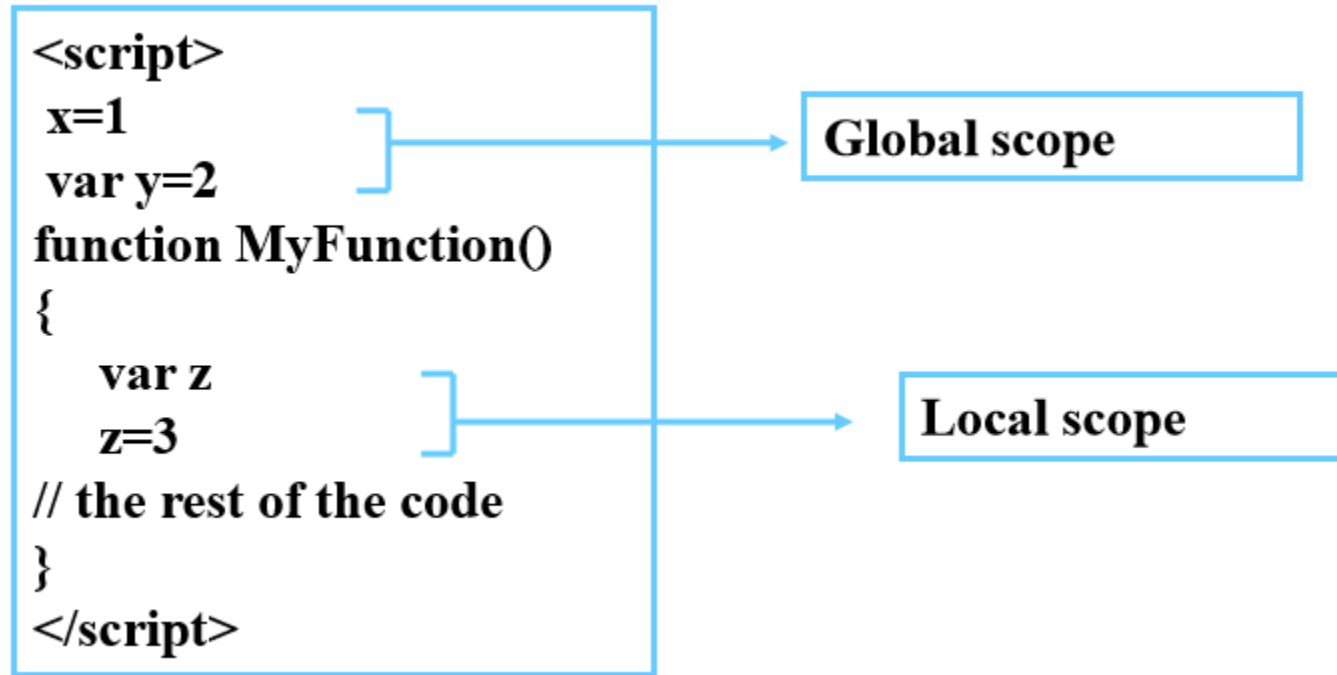 <script>
x=1
var y=2
function MyFunction()
{
var z
z=3
// the rest of the code
}
</script>
Global scope
Local scope